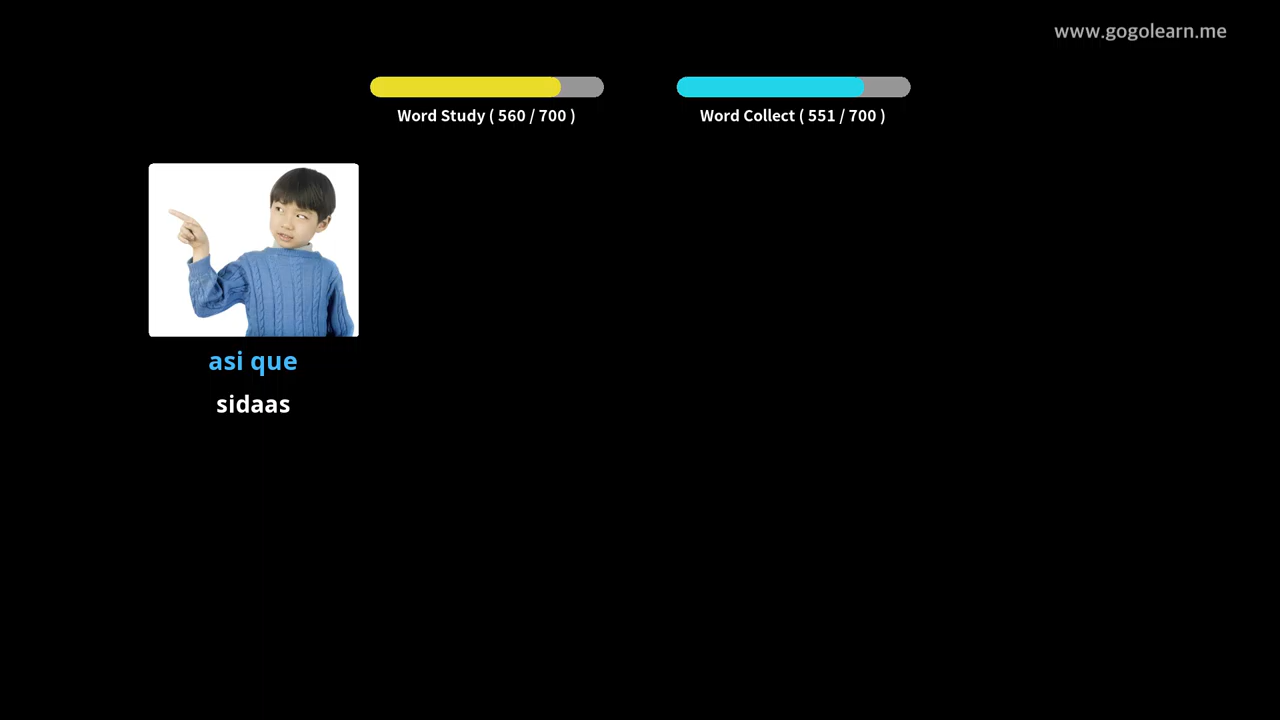 www.gogolearn.me
Word Study ( 560 / 700 )
Word Collect ( 551 / 700 )
asi que
sidaas